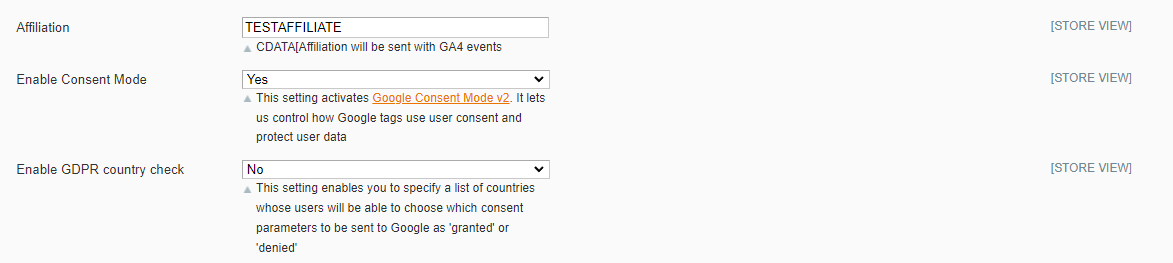 Affiliation TESTAFFILIATE [STORE VIEW]
CDATA[Affiliation will be sent with GA4 events
Enable Consent Mode Yes [STORE VIEW]
This setting activates Google Consent Mode v2. It lets
us control how Google tags use user consent and
protect user data
Enable GDPR country check No [STORE VIEW]
This setting enables you to specify a list of countries
whose users will be able to choose which consent
parameters to be sent to Google as 'granted' or
'denied'